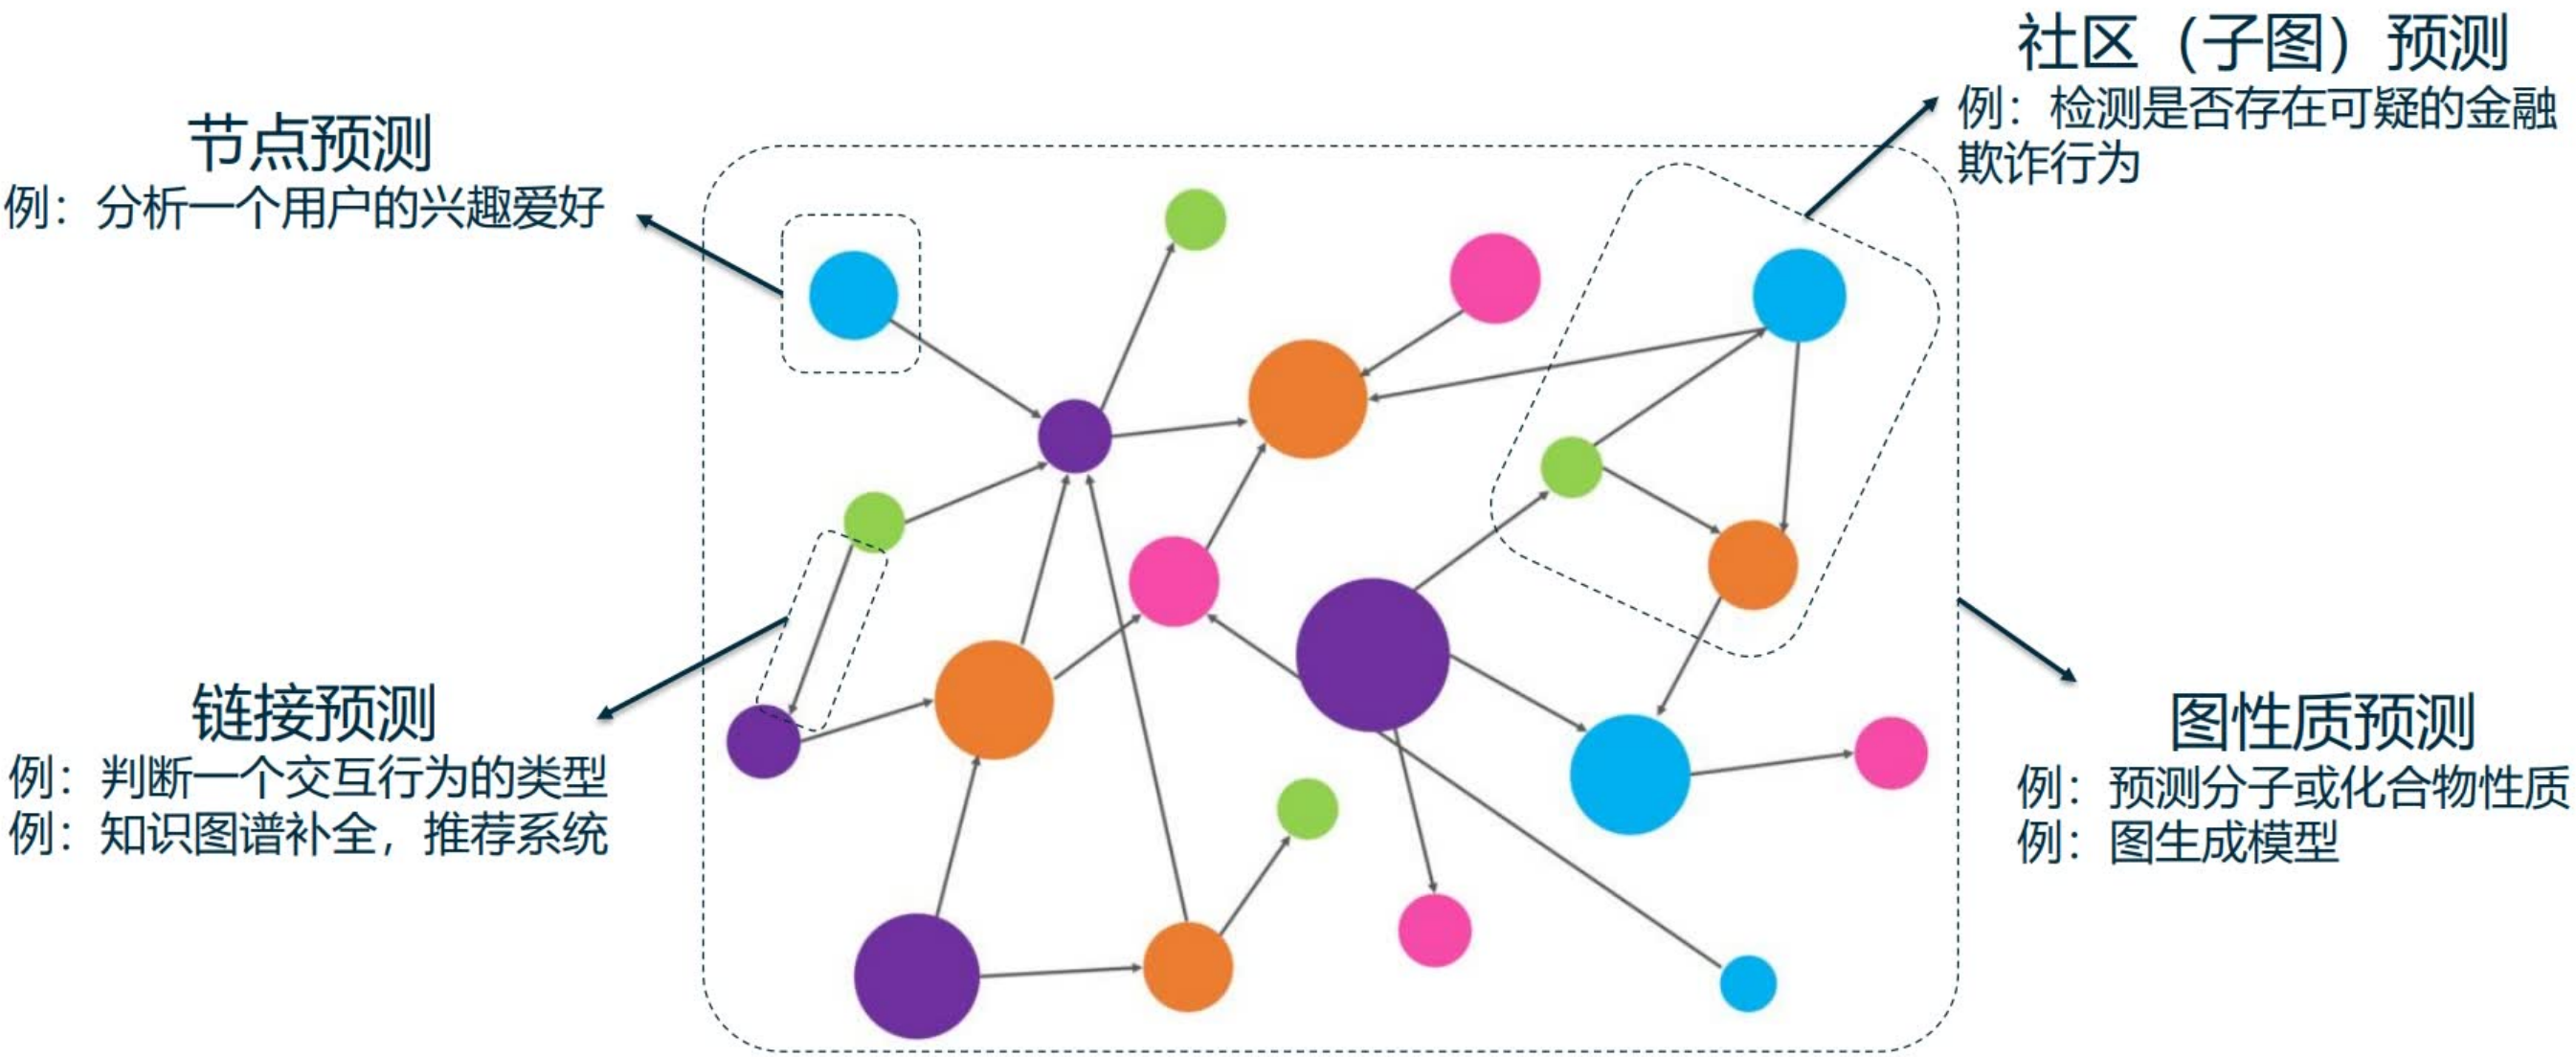 节点预测
例：分析一个用户的兴趣爱好
社区（子图）预测
例：检测是否存在可疑的金融
欺诈行为
链接预测
例：判断一个交互行为的类型
例：知识图谱补全，推荐系统
图性质预测
例：预测分子或化合物性质
例：图生成模型